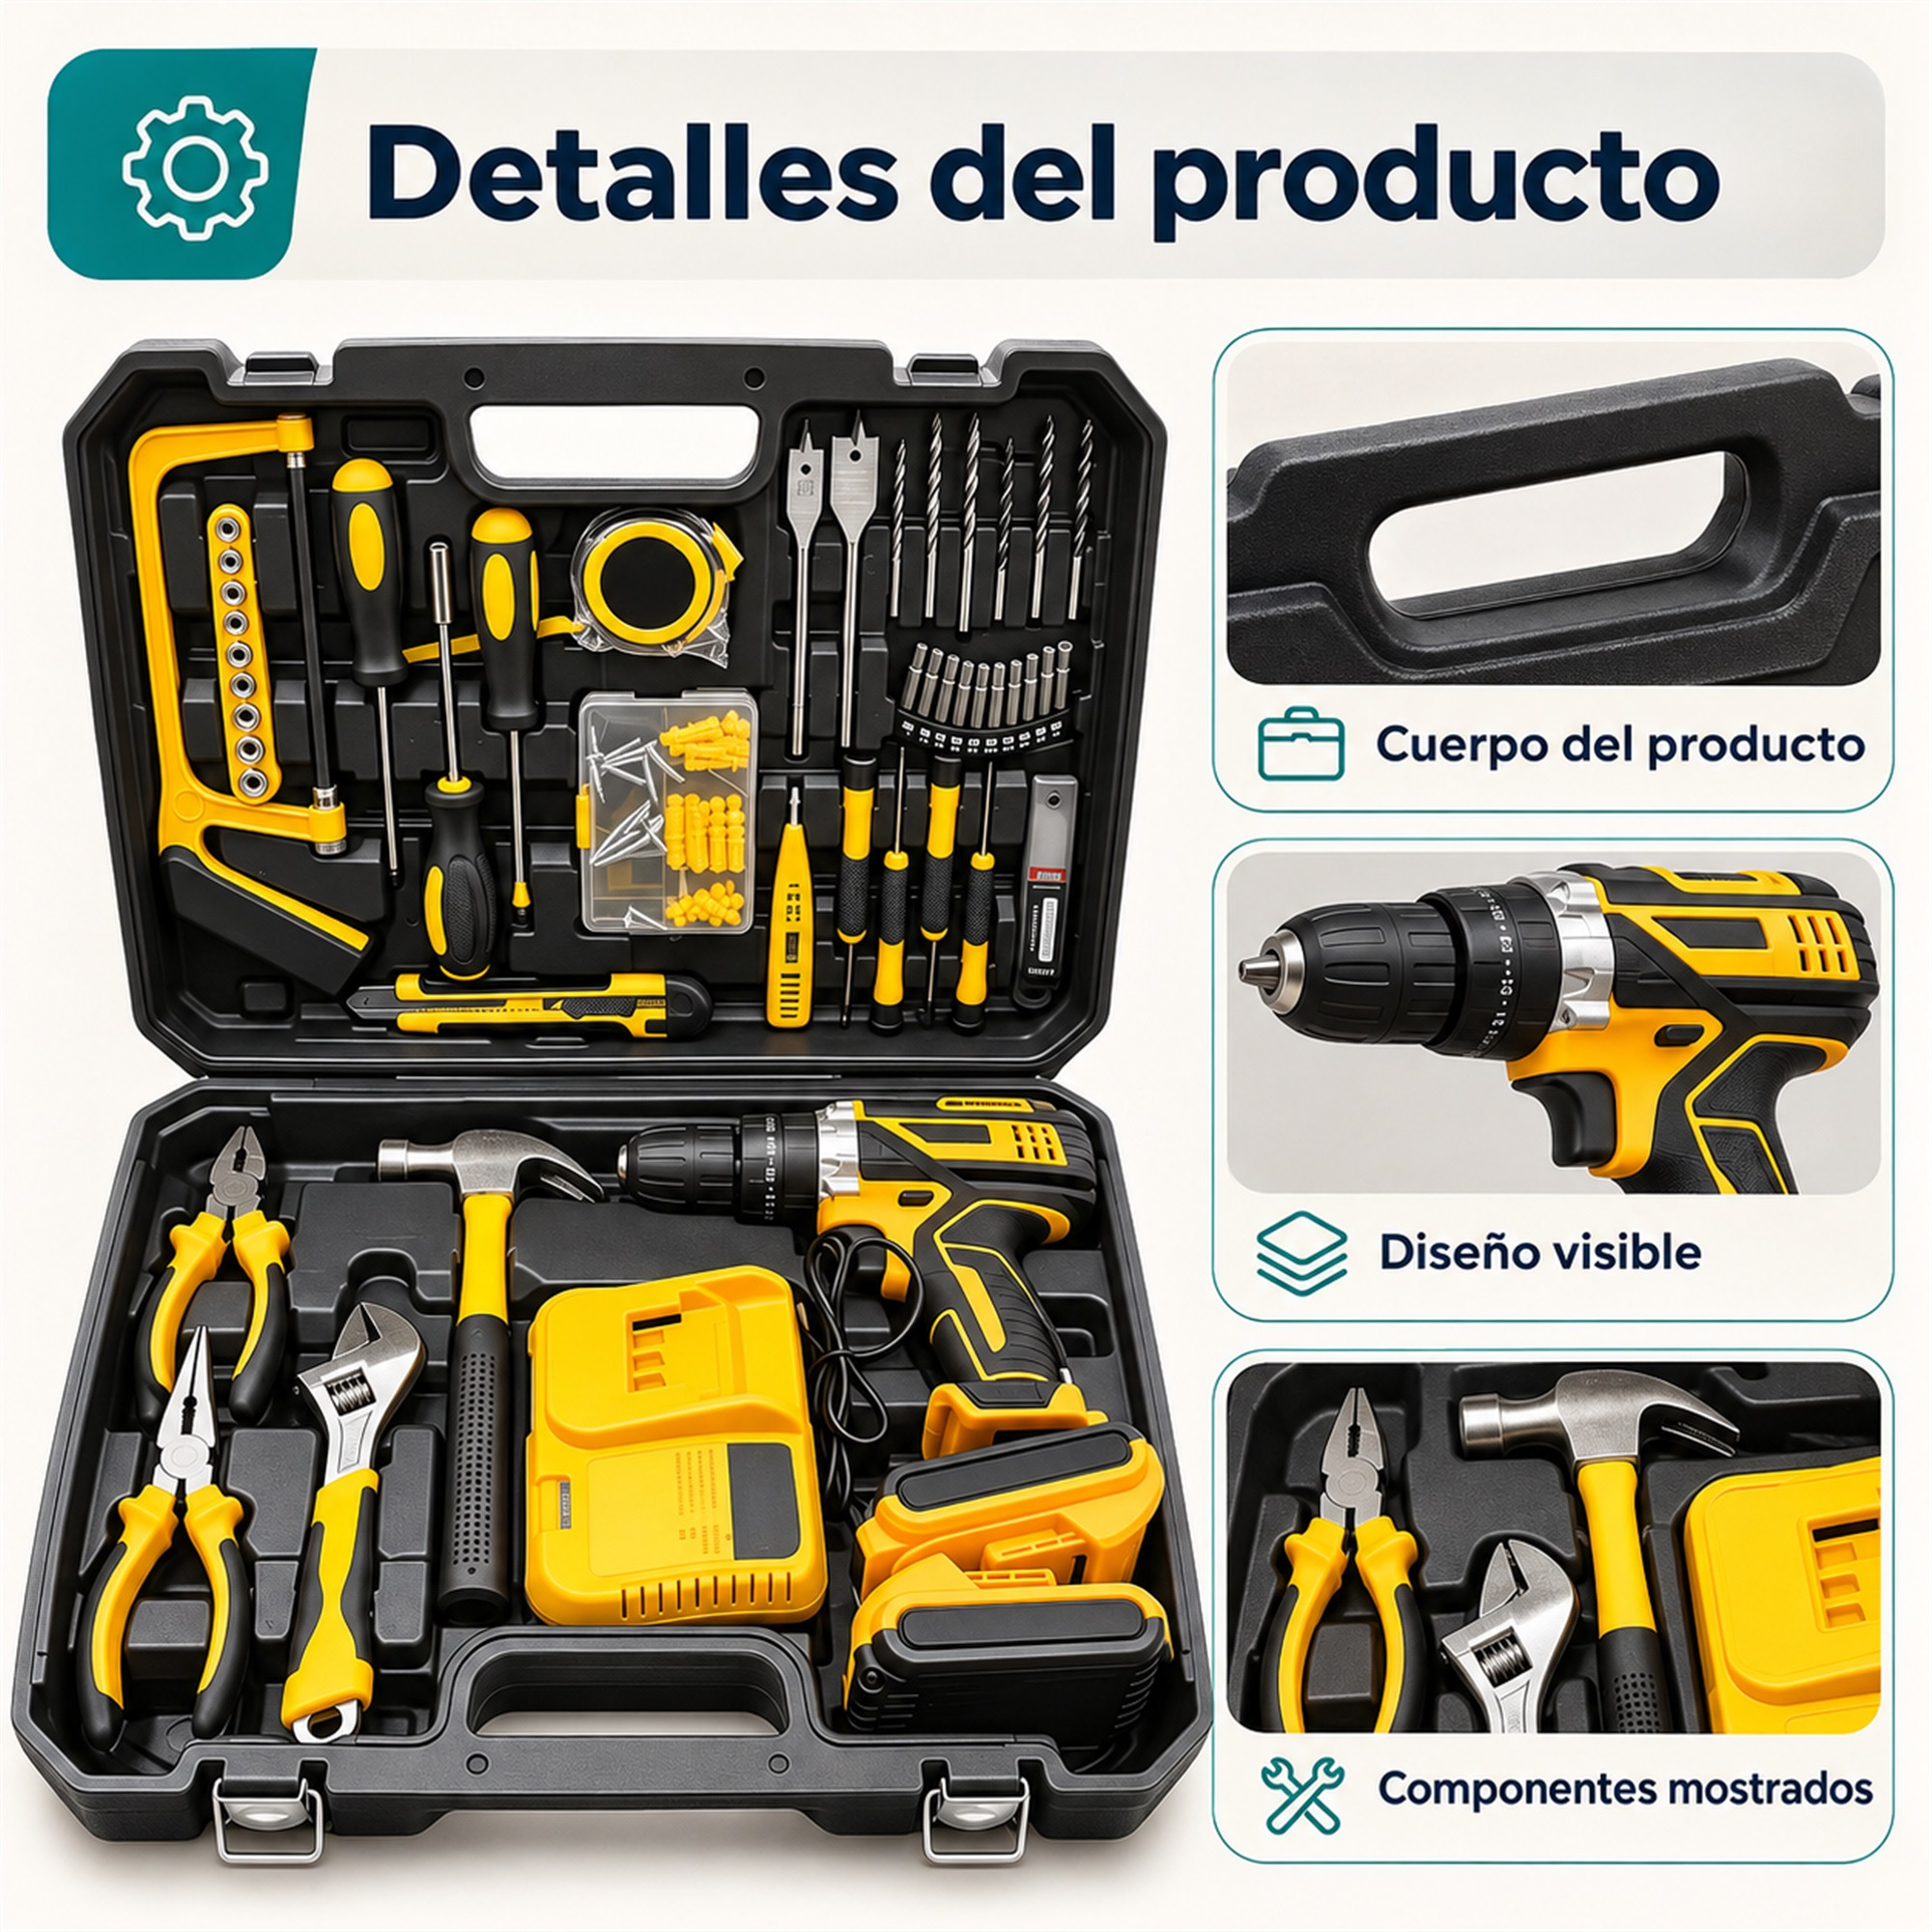 Detalles del producto
Cuerpo del producto
Diseño visible
Componentes mostrados